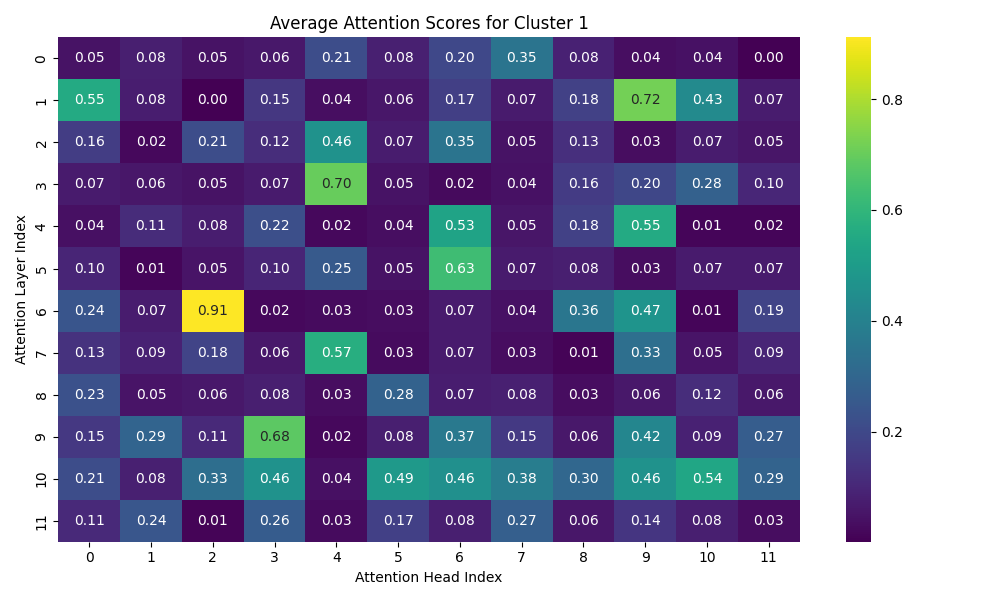 Average Attention Scores for Cluster 1
Attention Layer Index
0 0.05 0.08 0.05 0.06 0.21 0.08 0.20 0.35 0.08 0.04 0.04 0.00
1 0.55 0.08 0.00 0.15 0.04 0.06 0.17 0.07 0.18 0.72 0.43 0.07
2 0.16 0.02 0.21 0.12 0.46 0.07 0.35 0.05 0.13 0.03 0.07 0.05
3 0.07 0.06 0.05 0.07 0.70 0.05 0.02 0.04 0.16 0.20 0.28 0.10
4 0.04 0.11 0.08 0.22 0.02 0.04 0.53 0.05 0.18 0.55 0.01 0.02
5 0.10 0.01 0.05 0.10 0.25 0.05 0.63 0.07 0.08 0.03 0.07 0.07
6 0.24 0.07 0.91 0.02 0.03 0.03 0.07 0.04 0.36 0.47 0.01 0.19
7 0.13 0.09 0.18 0.06 0.57 0.03 0.07 0.03 0.01 0.33 0.05 0.09
8 0.23 0.05 0.06 0.08 0.03 0.28 0.07 0.08 0.03 0.06 0.12 0.06
9 0.15 0.29 0.11 0.68 0.02 0.08 0.37 0.15 0.06 0.42 0.09 0.27
10 0.21 0.08 0.33 0.46 0.04 0.49 0.46 0.38 0.30 0.46 0.54 0.29
11 0.11 0.24 0.01 0.26 0.03 0.17 0.08 0.27 0.06 0.14 0.08 0.03
0 1 2 3 4 5 6 7 8 9 10 11
Attention Head Index
0.8
0.6
0.4
0.2